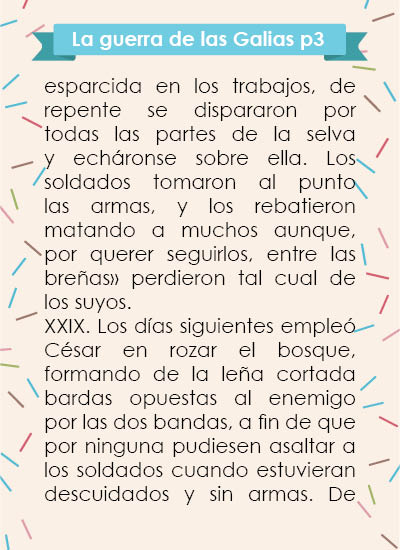 La guerra de las Galias p3
esparcida en los trabajos, de
repente se dispararon por
todas las partes de la selva
y echáronse sobre ella. Los
soldados tomaron al punto
las armas, y los rebatieron
matando a muchos aunque,
por querer seguirlos, entre las
breñas» perdieron tal cual de
los suyos.
XXIX. Los días siguientes empleó
César en rozar el bosque,
formando de la leña cortada
bardas opuestas al enemigo
por las dos bandas, a fin de que
por ninguna pudiesen asaltar a
los soldados cuando estuvieran
descuidados y sin armas. De